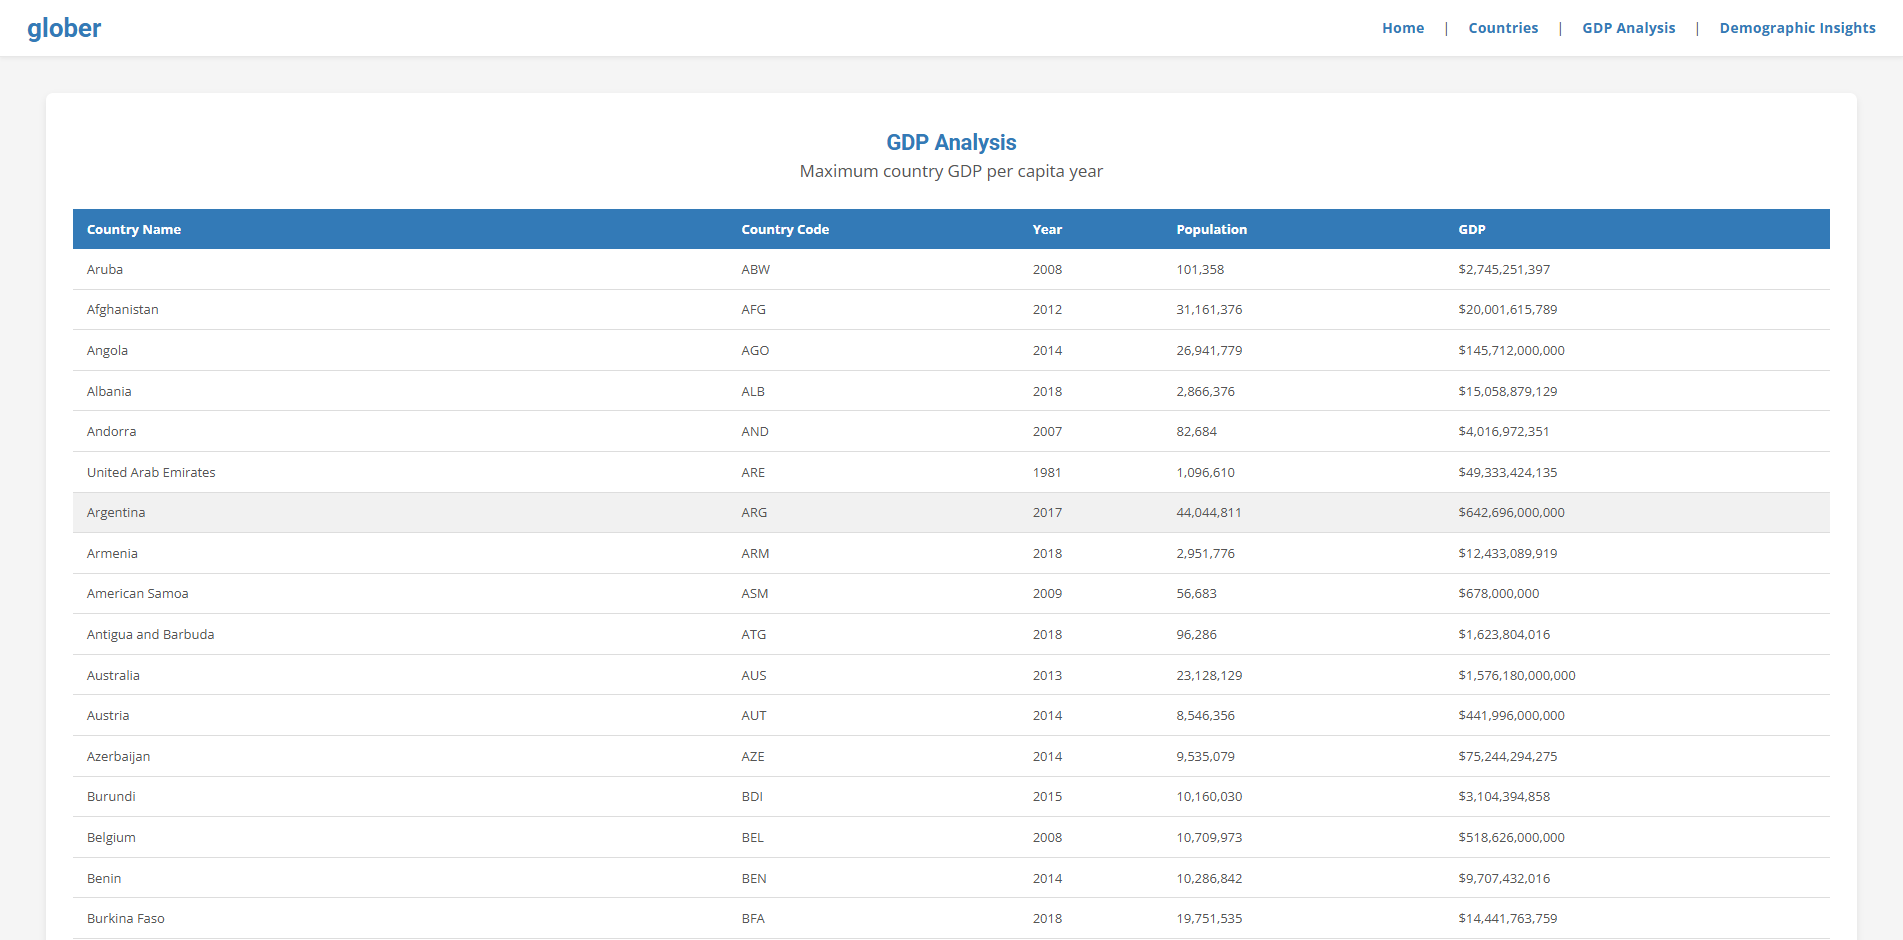 glober
Home | Countries | GDP Analysis | Demographic Insights
GDP Analysis
Maximum country GDP per capita year
Country Name Country Code Year Population GDP
Aruba ABW 2008 101,358 $2,745,251,397
Afghanistan AFG 2012 31,161,376 $20,001,615,789
Angola AGO 2014 26,941,779 $145,712,000,000
Albania ALB 2018 2,866,376 $15,058,879,129
Andorra AND 2007 82,684 $4,016,972,351
United Arab Emirates ARE 1981 1,096,610 $49,333,424,135
Argentina ARG 2017 44,044,811 $642,696,000,000
Armenia ARM 2018 2,951,776 $12,433,089,919
American Samoa ASM 2009 56,683 $678,000,000
Antigua and Barbuda ATG 2018 96,286 $1,623,804,016
Australia AUS 2013 23,128,129 $1,576,180,000,000
Austria AUT 2014 8,546,356 $441,996,000,000
Azerbaijan AZE 2014 9,535,079 $75,244,294,275
Burundi BDI 2015 10,160,030 $3,104,394,858
Belgium BEL 2008 10,709,973 $518,626,000,000
Benin BEN 2014 10,286,842 $9,707,432,016
Burkina Faso BFA 2018 19,751,535 $14,441,763,759